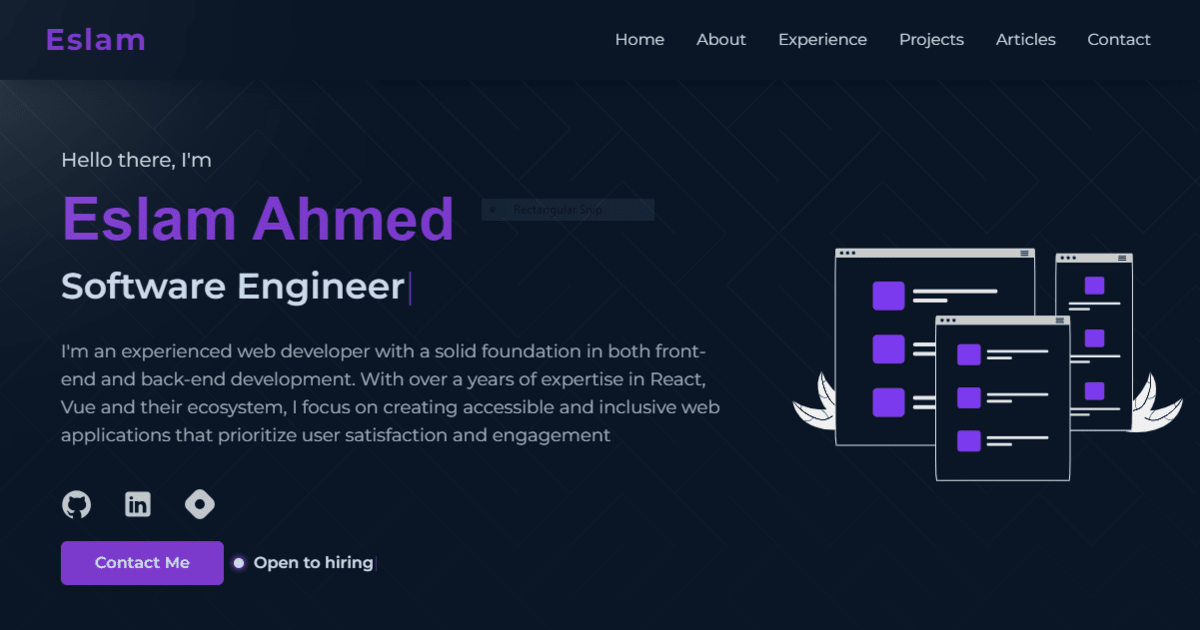 Eslam
Home About Experience Projects Articles Contact
Hello there, I'm
Eslam Ahmed
Rectangular Snip
Software Engineer
I'm an experienced web developer with a solid foundation in both front-
end and back-end development. With over a years of expertise in React,
Vue and their ecosystem, I focus on creating accessible and inclusive web
applications that prioritize user satisfaction and engagement
in
Contact Me
Open to hiring